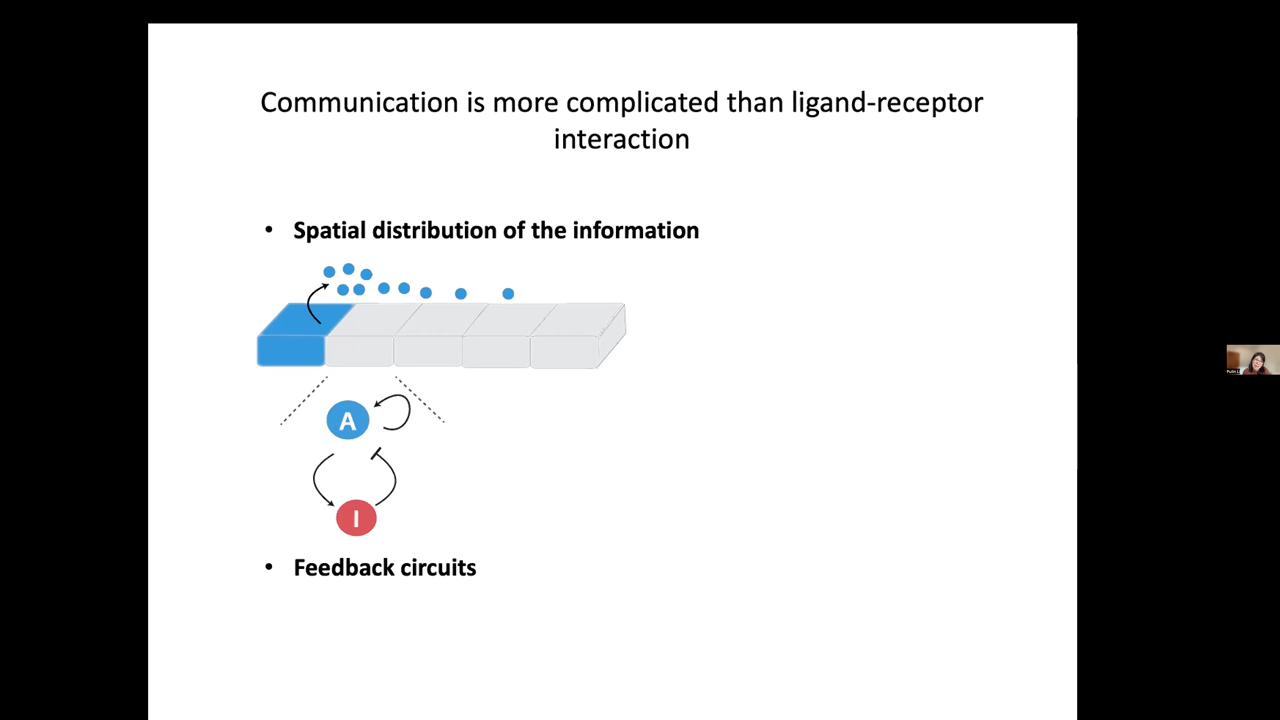 Communication is more complicated than ligand-receptor
interaction
• Spatial distribution of the information
A
I
• Feedback circuits